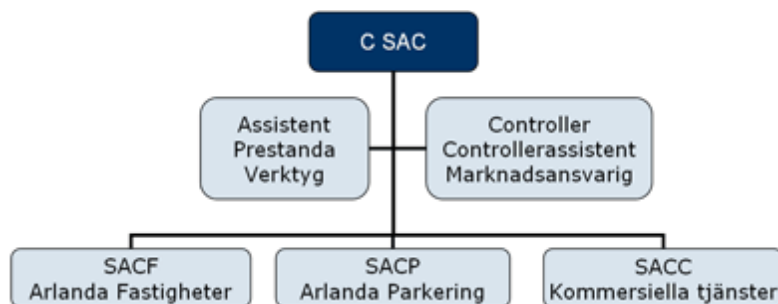 C SAC
Assistent
Prestanda
Verktyg
Controller
Controllerassistent
Marknadsansvarig
SACF
Arlanda Fastigheter
SACP
Arlanda Parkering
SACC
Kommersiella tjänster